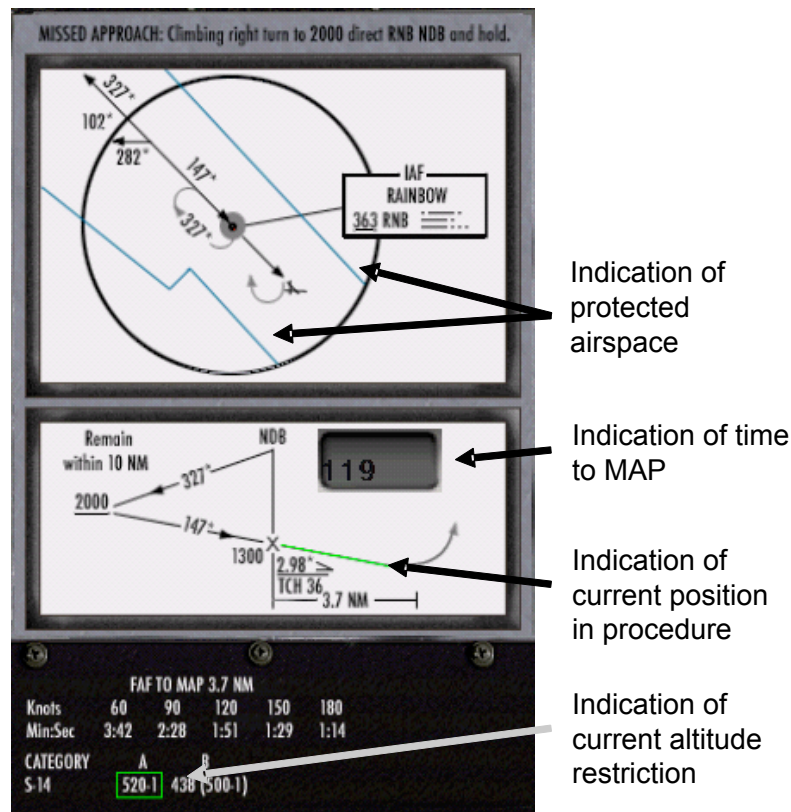 MISSED APPROACH: Climbing right turn to 2000 direct RNB NDB and hold.
327°
102°
282°
147°
327°
IAF
RAINBOW
363 RNB
Indication of
protected
airspace
Remain
within 10 NM
NDB
119
327°
2000
147°
1300
2.98°
TCH 36
3.7 NM
Indication of time
to MAP
Indication of
current position
in procedure
FAF TO MAP 3.7 NM
Knots 60 90 120 150 180
Min:Sec 3:42 2:28 1:51 1:29 1:14
CATEGORY A B
S-14 520-1 438 (500-1)
Indication of
current altitude
restriction